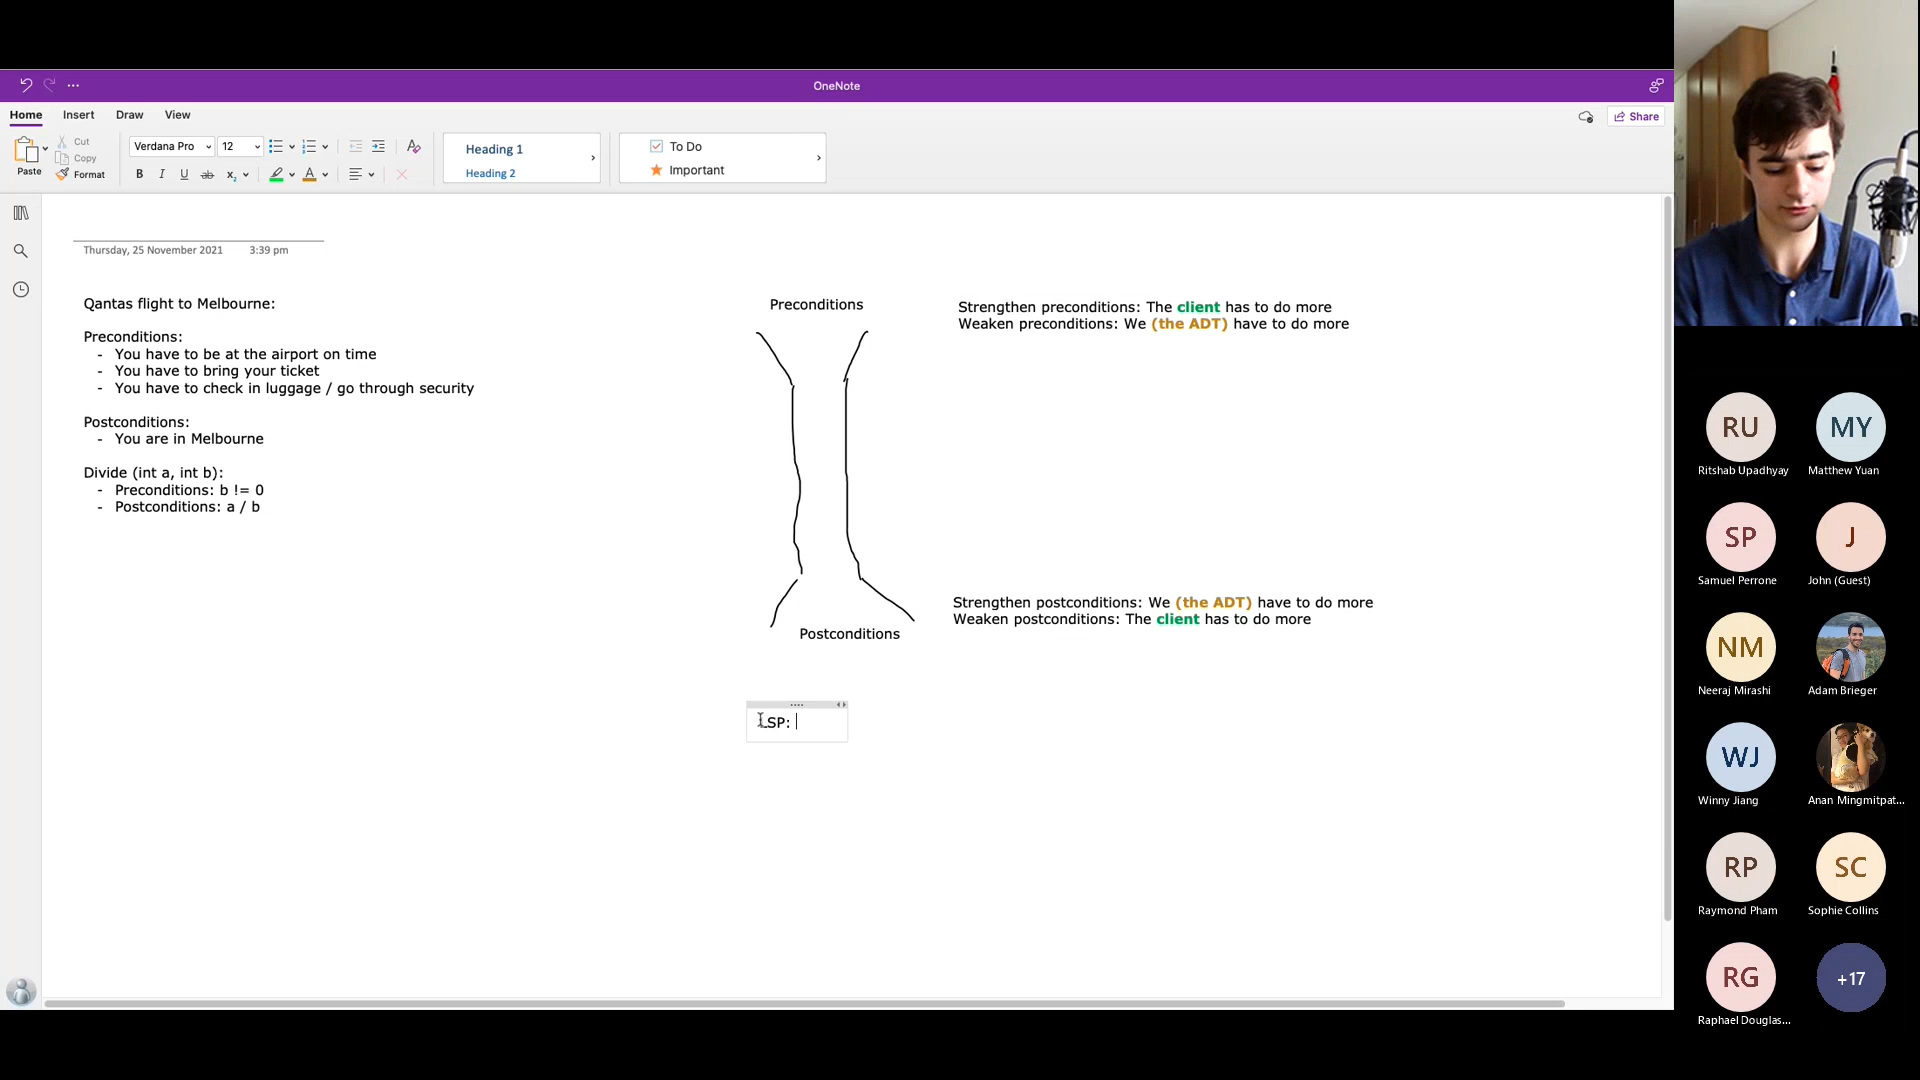 OneNote
Home Insert Draw View
Share
Paste
Cut
Copy
Format
Verdana Pro 12
B I U ab x
A
Heading 1
Heading 2
To Do
Important
Thursday, 25 November 2021 3:39 pm
Qantas flight to Melbourne:
Preconditions:
- You have to be at the airport on time
- You have to bring your ticket
- You have to check in luggage / go through security
Postconditions:
- You are in Melbourne
Divide (int a, int b):
- Preconditions: b != 0
- Postconditions: a / b
Preconditions
Strengthen preconditions: The client has to do more
Weaken preconditions: We (the ADT) have to do more
Strengthen postconditions: We (the ADT) have to do more
Weaken postconditions: The client has to do more
Postconditions
LSP:
RU MY
Ritshab Upadhyay Matthew Yuan
SP J
Samuel Perrone John (Guest)
NM
Neeraj Mirashi Adam Brieger
WJ
Winny Jiang Anan Mingmitpat...
RP SC
Raymond Pham Sophie Collins
RG +17
Raphael Douglas...